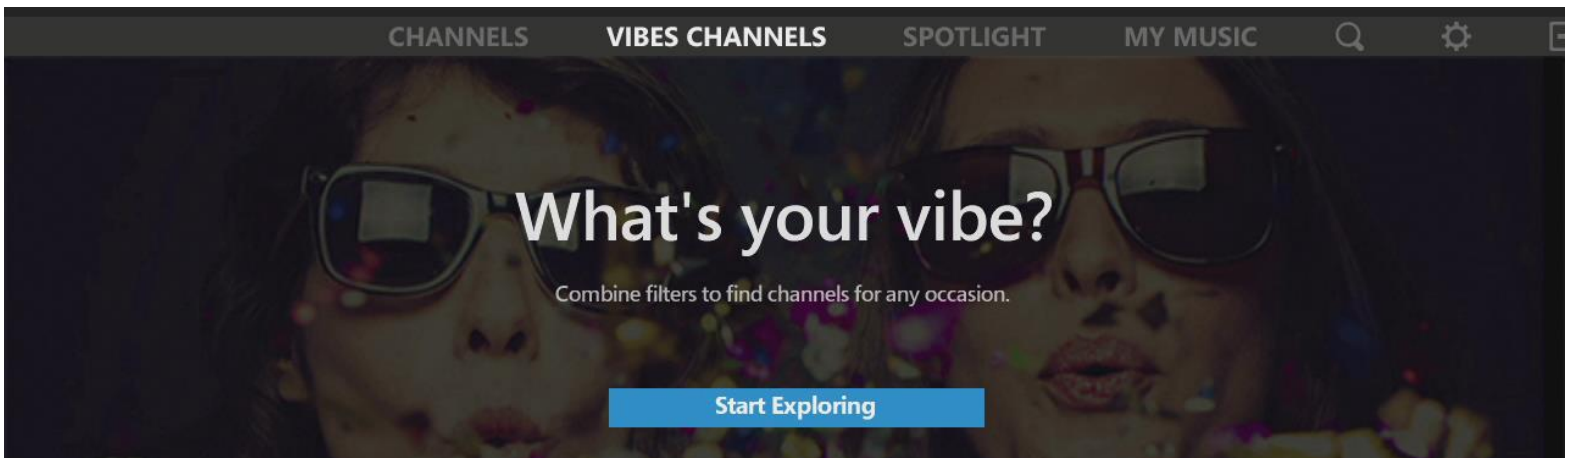 CHANNELS VIBES CHANNELS SPOTLIGHT MY MUSIC
What's your vibe?
Combine filters to find channels for any occasion.
Start Exploring